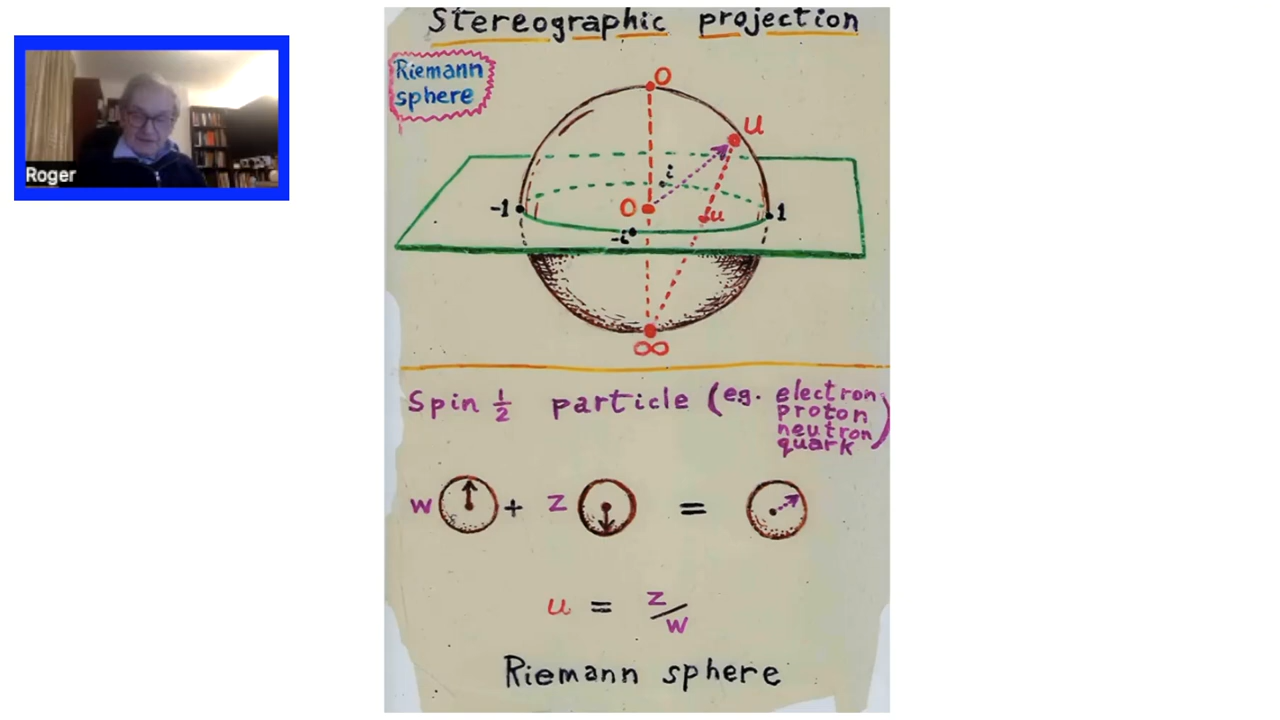 Stereographic projection
Riemann
sphere
0
u
i
-1
0
u
1
-i
∞
Spin ½ particle (eg. electron,
proton
neutron
quark)
w + z =
u = z/w
Riemann sphere
Roger